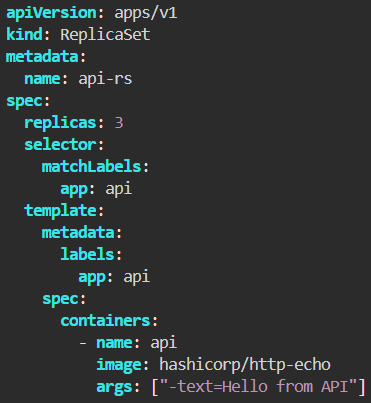 apiVersion: apps/v1
kind: ReplicaSet
metadata:
  name: api-rs
spec:
  replicas: 3
  selector:
    matchLabels:
      app: api
  template:
    metadata:
      labels:
        app: api
    spec:
      containers:
        - name: api
          image: hashicorp/http-echo
          args: ["-text=Hello from API"]